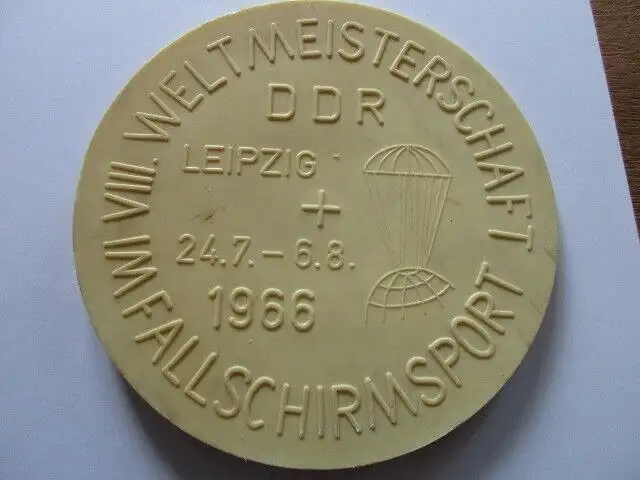 VIII. WELTMEISTERSCHAFT
IM FALLSCHIRMSPORT
DDR
LEIPZIG
+
24.7. - 6.8.
1966